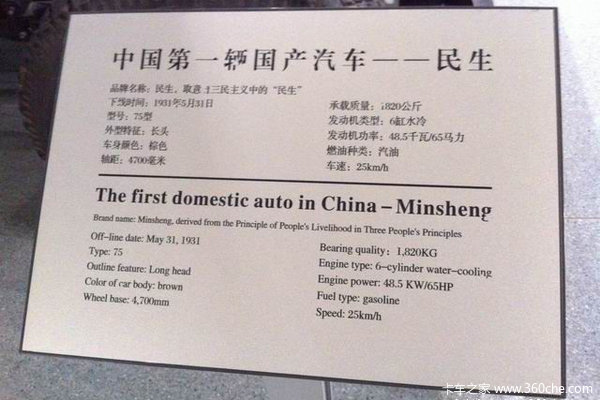 中国第一辆国产汽车——民生
品牌名称：民生，取意于三民主义中的“民生”
下线时间：1931年5月31日
型号：75型
外型特征：长头
车身颜色：棕色
轴距：4700毫米
承载质量：1820公斤
发动机类型：6缸水冷
发动机功率：48.5千瓦/65马力
燃油种类：汽油
车速：25km/h
The first domestic auto in China – Minsheng
Brand name: Minsheng, derived from the Principle of People's Livelihood in Three People's Principles
Off-line date: May 31, 1931
Type: 75
Outline feature: Long head
Color of car body: brown
Wheel base: 4,700mm
Bearing quality: 1,820KG
Engine type: 6-cylinder water-cooling
Engine power: 48.5 KW/65HP
Fuel type: gasoline
Speed: 25km/h
卡车之家 www.360che.com